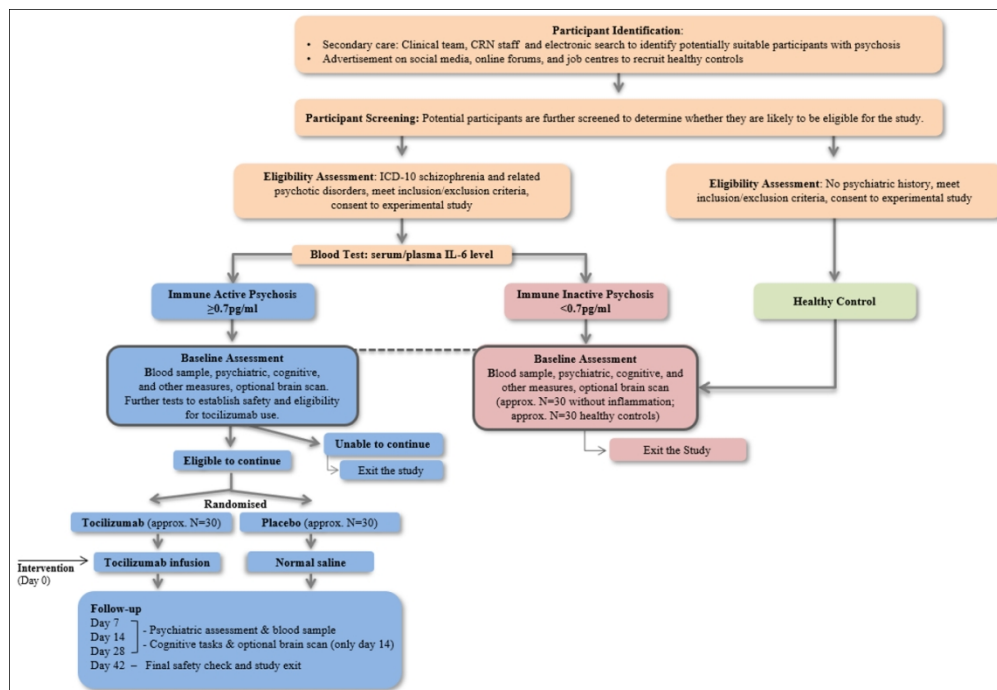 Participant Identification:
• Secondary care: Clinical team, CRN staff and electronic search to identify potentially suitable participants with psychosis
• Advertisement on social media, online forums, and job centres to recruit healthy controls
Participant Screening: Potential participants are further screened to determine whether they are likely to be eligible for the study.
Eligibility Assessment: ICD-10 schizophrenia and related
psychotic disorders, meet inclusion/exclusion criteria,
consent to experimental study
Eligibility Assessment: No psychiatric history, meet
inclusion/exclusion criteria, consent to experimental study
Blood Test: serum/plasma IL-6 level
Immune Active Psychosis
≥0.7pg/ml
Immune Inactive Psychosis
<0.7pg/ml
Healthy Control
Baseline Assessment
Blood sample, psychiatric, cognitive,
and other measures, optional brain scan.
Further tests to establish safety and eligibility
for tocilizumab use.
Baseline Assessment
Blood sample, psychiatric, cognitive, and
other measures, optional brain scan
(approx. N=30 without inflammation;
approx. N=30 healthy controls)
Unable to continue
Exit the study
Exit the Study
Eligible to continue
Randomised
Tocilizumab (approx. N=30)
Placebo (approx. N=30)
Intervention
(Day 0)
Tocilizumab infusion
Normal saline
Follow-up
Day 7
- Psychiatric assessment & blood sample
Day 14
- Cognitive tasks & optional brain scan (only day 14)
Day 28
Day 42 – Final safety check and study exit